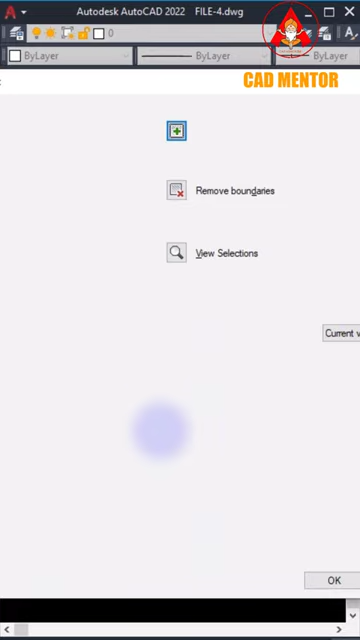 Autodesk AutoCAD 2022 FILE-4.dwg
0
ByLayer
ByLayer
ByLayer
CAD MENTOR
Remove boundaries
View Selections
Current v
OK